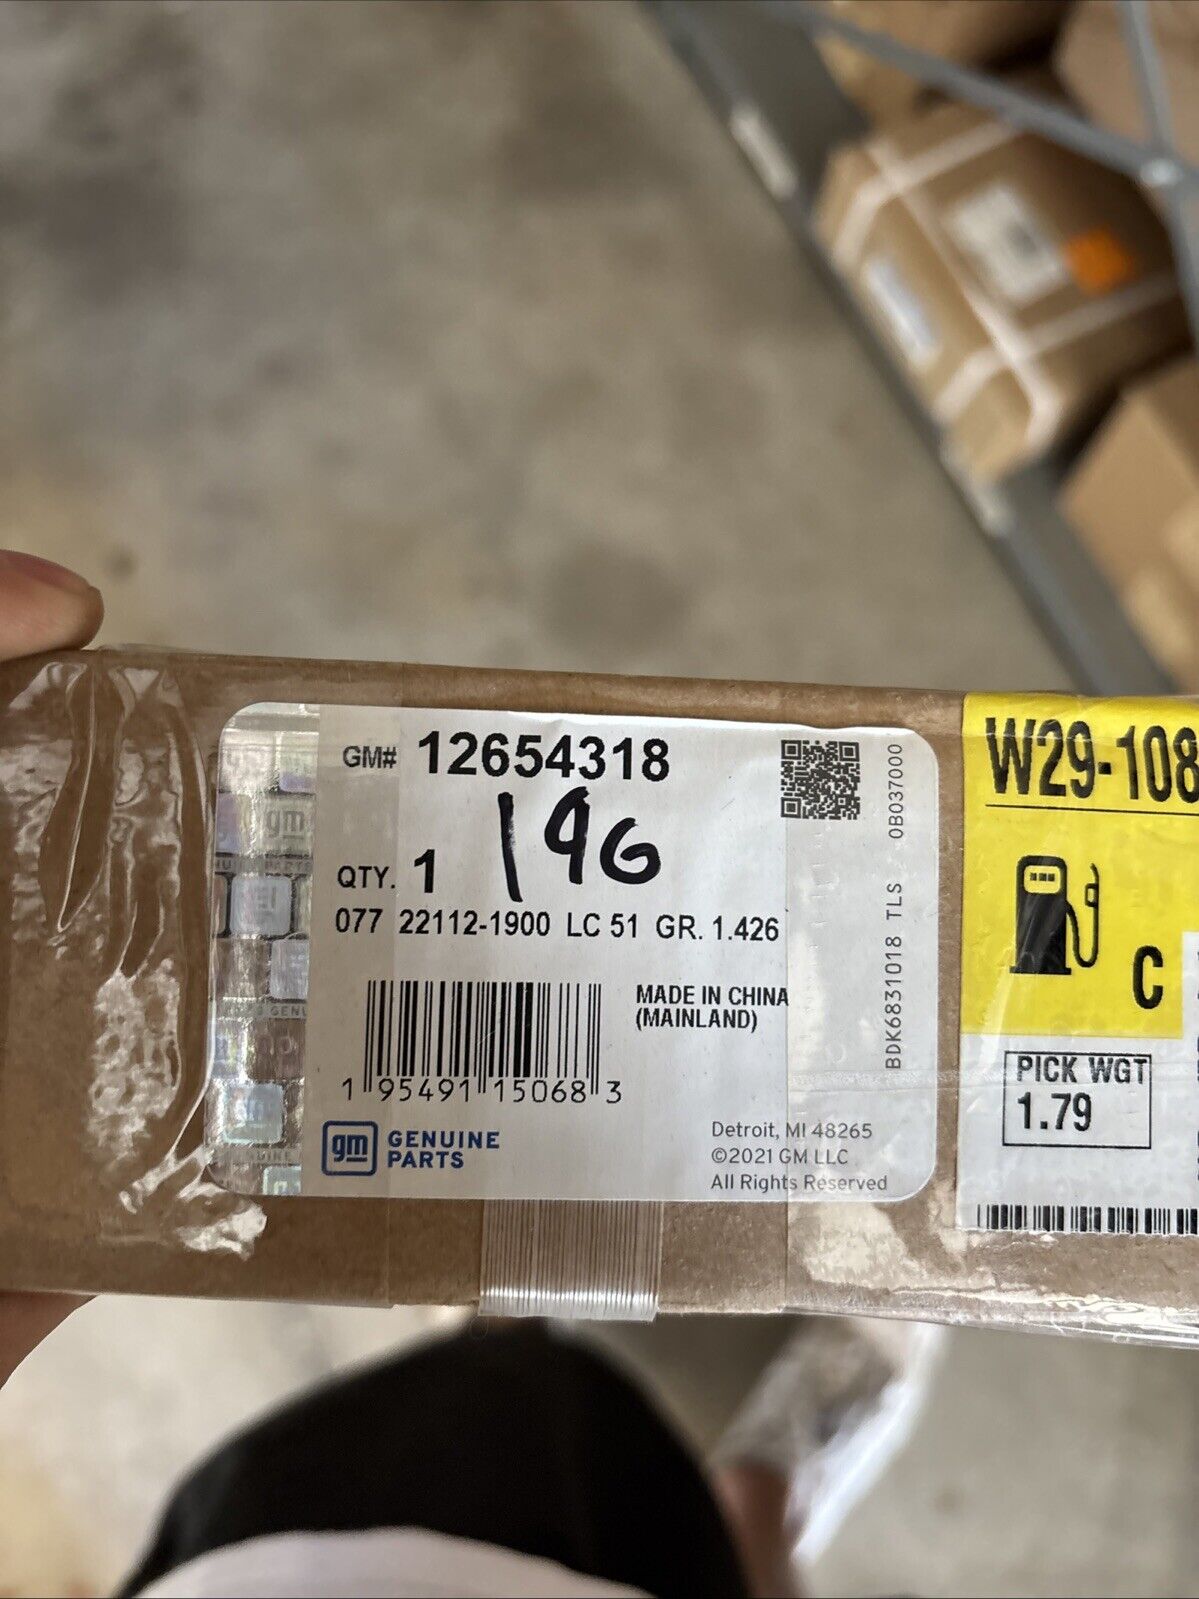 GM# 12654318
196
QTY. 1
077 22112-1900 LC 51 GR. 1.426
MADE IN CHINA
(MAINLAND)
1 95491 15068 3
gm GENUINE
PARTS
Detroit, MI 48265
©2021 GM LLC
All Rights Reserved
BDK6831018 TLS 0B037000
W29-108
C
PICK WGT
1.79
gm